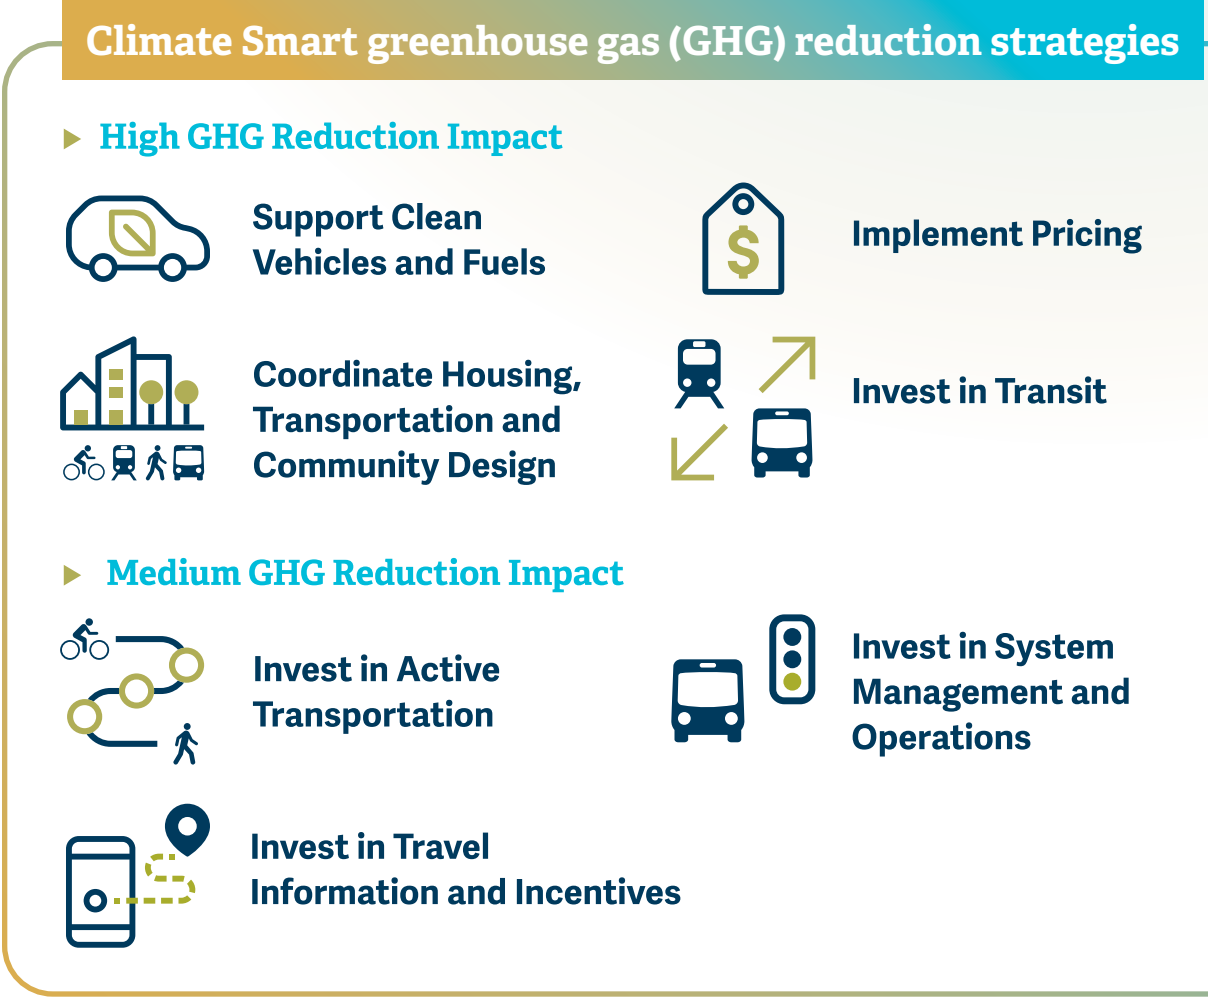 Climate Smart greenhouse gas (GHG) reduction strategies
High GHG Reduction Impact
Support Clean
Vehicles and Fuels
Implement Pricing
$
Coordinate Housing,
Transportation and
Community Design
Invest in Transit
Medium GHG Reduction Impact
Invest in Active
Transportation
Invest in System
Management and
Operations
Invest in Travel
Information and Incentives